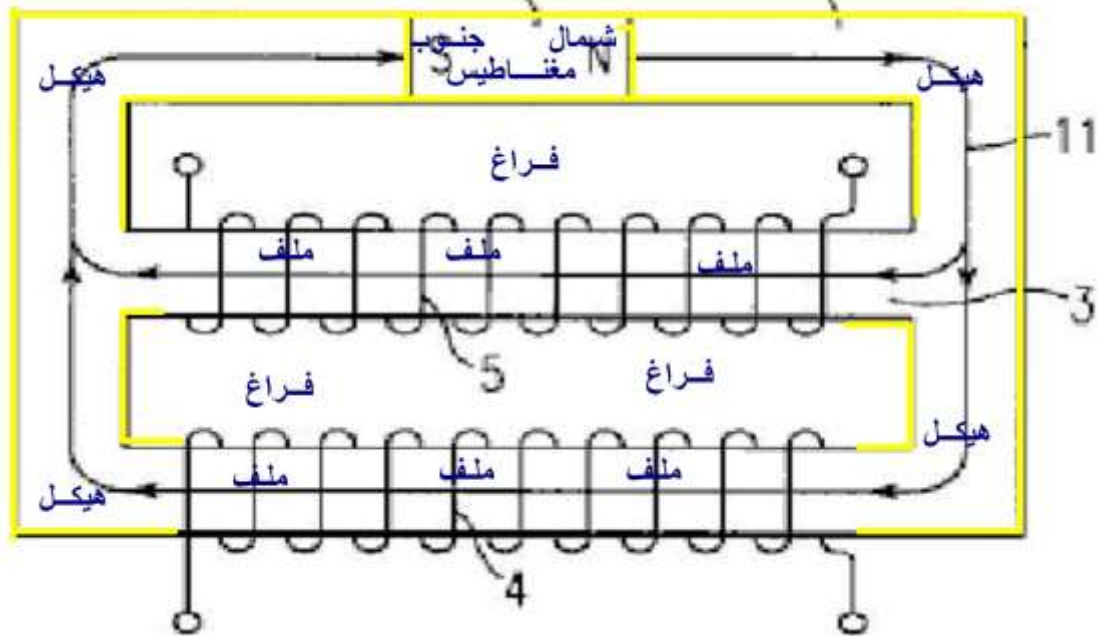 جنوب شمال
S مغناطيس N
هيكل هيكل
11
فراغ
ملف ملف ملف
3
5
فراغ فراغ
هيكل
ملف ملف ملف
هيكل
4